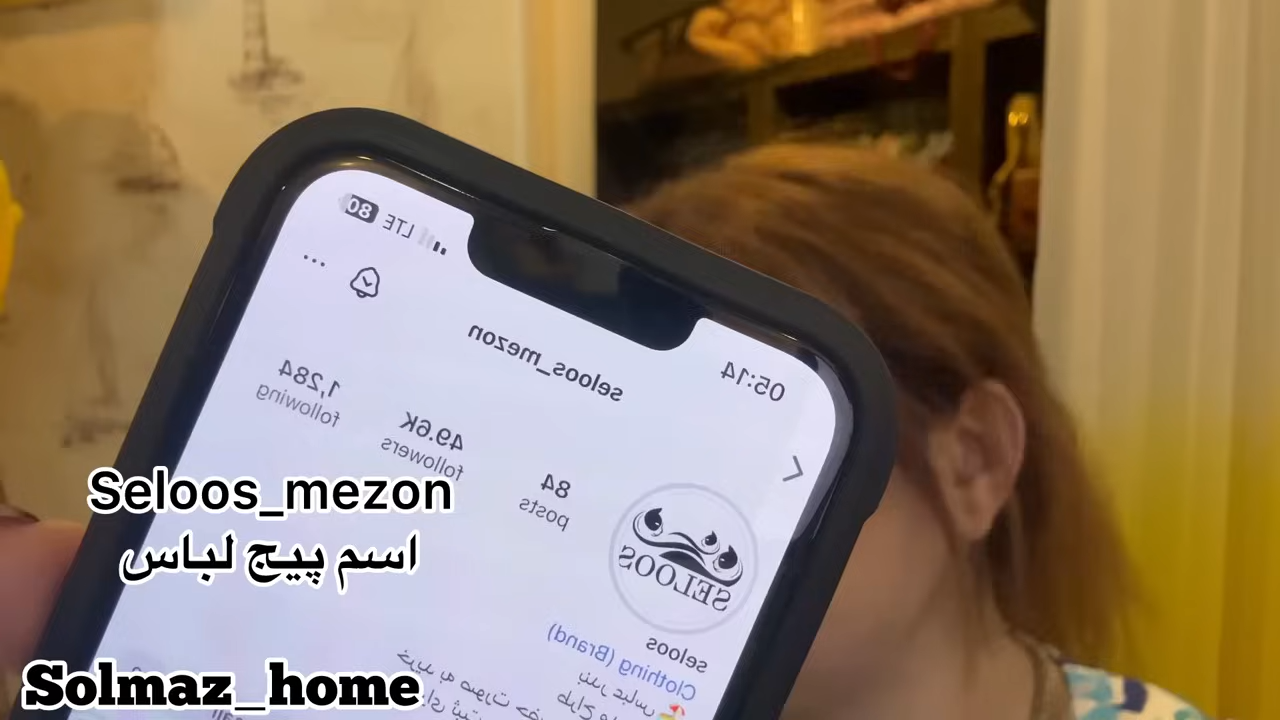 05:14
LTE 80
seloos_mezon
...
84
posts
49.6K
followers
1,284
following
SELOOS
seloos
Clothing (Brand)
بندرعباس
Seloos_mezon
اسم پیج لباس
Solmaz_home